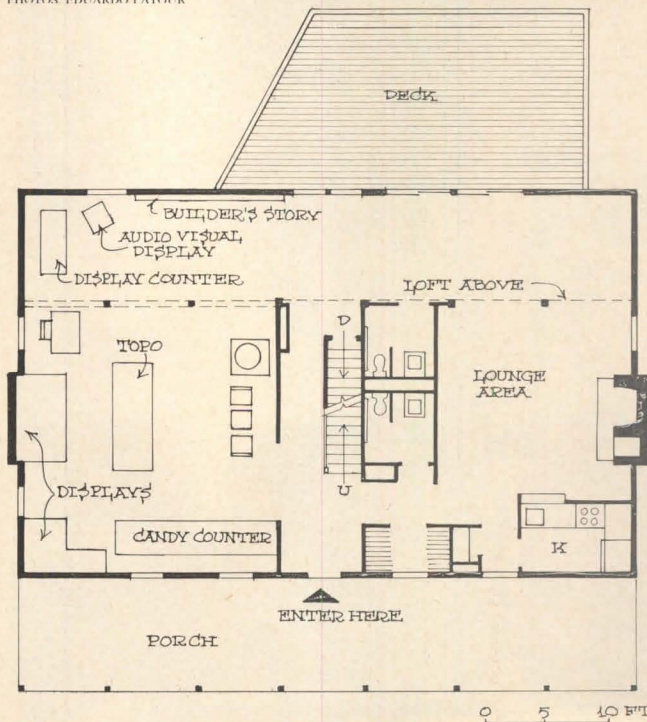 DECK
BUILDER'S STORY
AUDIO VISUAL
DISPLAY
DISPLAY COUNTER
LOFT ABOVE
D
TOPO
LOUNGE
AREA
DISPLAYS
U
CANDY COUNTER
K
ENTER HERE
PORCH
0 5 10 FT